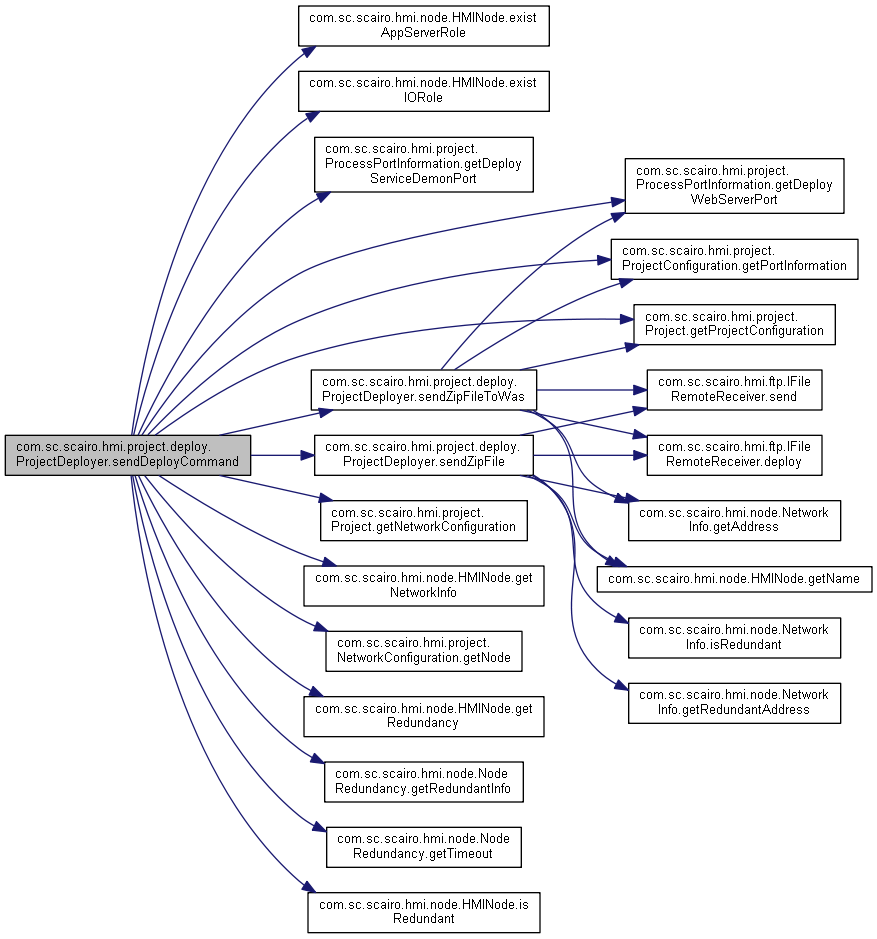 com.sc.scairo.hmi.node.HMINode.exist
AppServerRole
com.sc.scairo.hmi.node.HMINode.exist
IORole
com.sc.scairo.hmi.project.
ProcessPortInformation.getDeploy
ServiceDemonPort
com.sc.scairo.hmi.project.
ProcessPortInformation.getDeploy
WebServerPort
com.sc.scairo.hmi.project.
ProjectConfiguration.getPortInformation
com.sc.scairo.hmi.project.
Project.getProjectConfiguration
com.sc.scairo.hmi.project.deploy.
ProjectDeployer.sendZipFileToWas
com.sc.scairo.hmi.ftp.IFile
RemoteReceiver.send
com.sc.scairo.hmi.project.deploy.
ProjectDeployer.sendDeployCommand
com.sc.scairo.hmi.project.deploy.
ProjectDeployer.sendZipFile
com.sc.scairo.hmi.ftp.IFile
RemoteReceiver.deploy
com.sc.scairo.hmi.project.
Project.getNetworkConfiguration
com.sc.scairo.hmi.node.Network
Info.getAddress
com.sc.scairo.hmi.node.HMINode.get
NetworkInfo
com.sc.scairo.hmi.node.HMINode.getName
com.sc.scairo.hmi.project.
NetworkConfiguration.getNode
com.sc.scairo.hmi.node.Network
Info.isRedundant
com.sc.scairo.hmi.node.HMINode.get
Redundancy
com.sc.scairo.hmi.node.Network
Info.getRedundantAddress
com.sc.scairo.hmi.node.Node
Redundancy.getRedundantInfo
com.sc.scairo.hmi.node.Node
Redundancy.getTimeout
com.sc.scairo.hmi.node.HMINode.is
Redundant